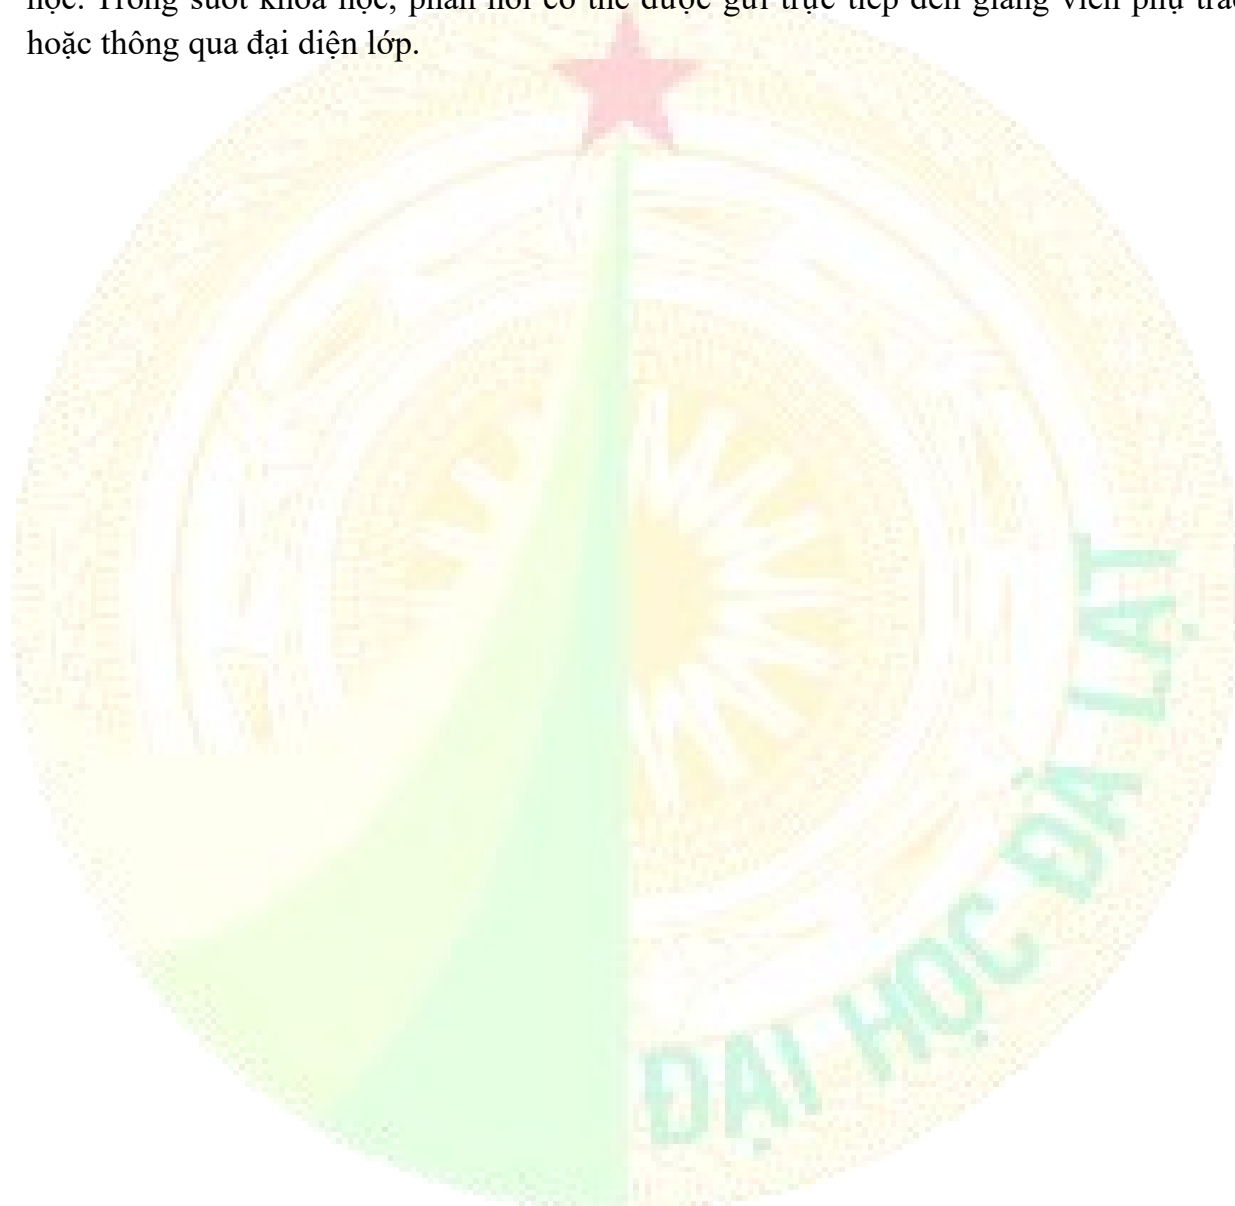 học. Trong suốt khóa học, phản hồi có thể được gửi trực tiếp đến giảng viên phụ
hoặc thông qua đại diện lớp.
ĐẠI HỌC ĐÀ LẠT